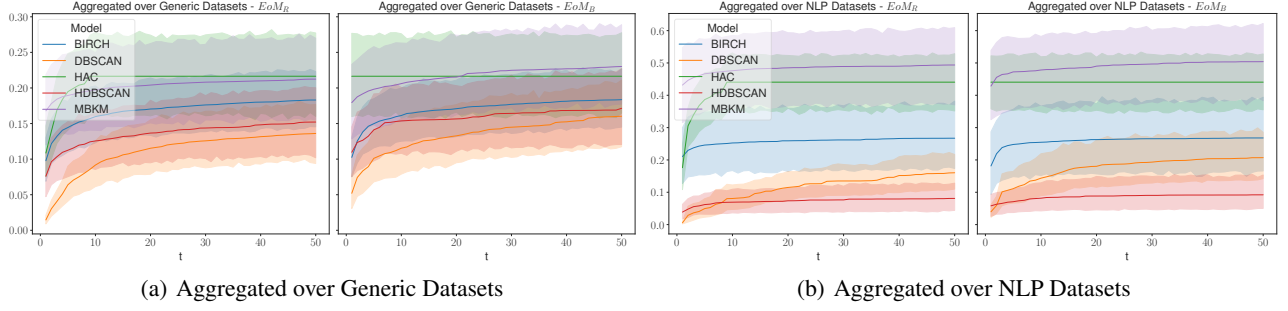 Aggregated over Generic Datasets - EoM_R
Aggregated over Generic Datasets - EoM_B
0.30
0.25
0.20
0.15
0.10
0.05
0.00
Model
BIRCH
DBSCAN
HAC
HDBSCAN
MBKM
0 10 20 30 40 50
t
0 10 20 30 40 50
t
(a) Aggregated over Generic Datasets
Aggregated over NLP Datasets - EoM_R
Aggregated over NLP Datasets - EoM_B
0.6
0.5
0.4
0.3
0.2
0.1
0.0
Model
BIRCH
DBSCAN
HAC
HDBSCAN
MBKM
0 10 20 30 40 50
t
0 10 20 30 40 50
t
(b) Aggregated over NLP Datasets